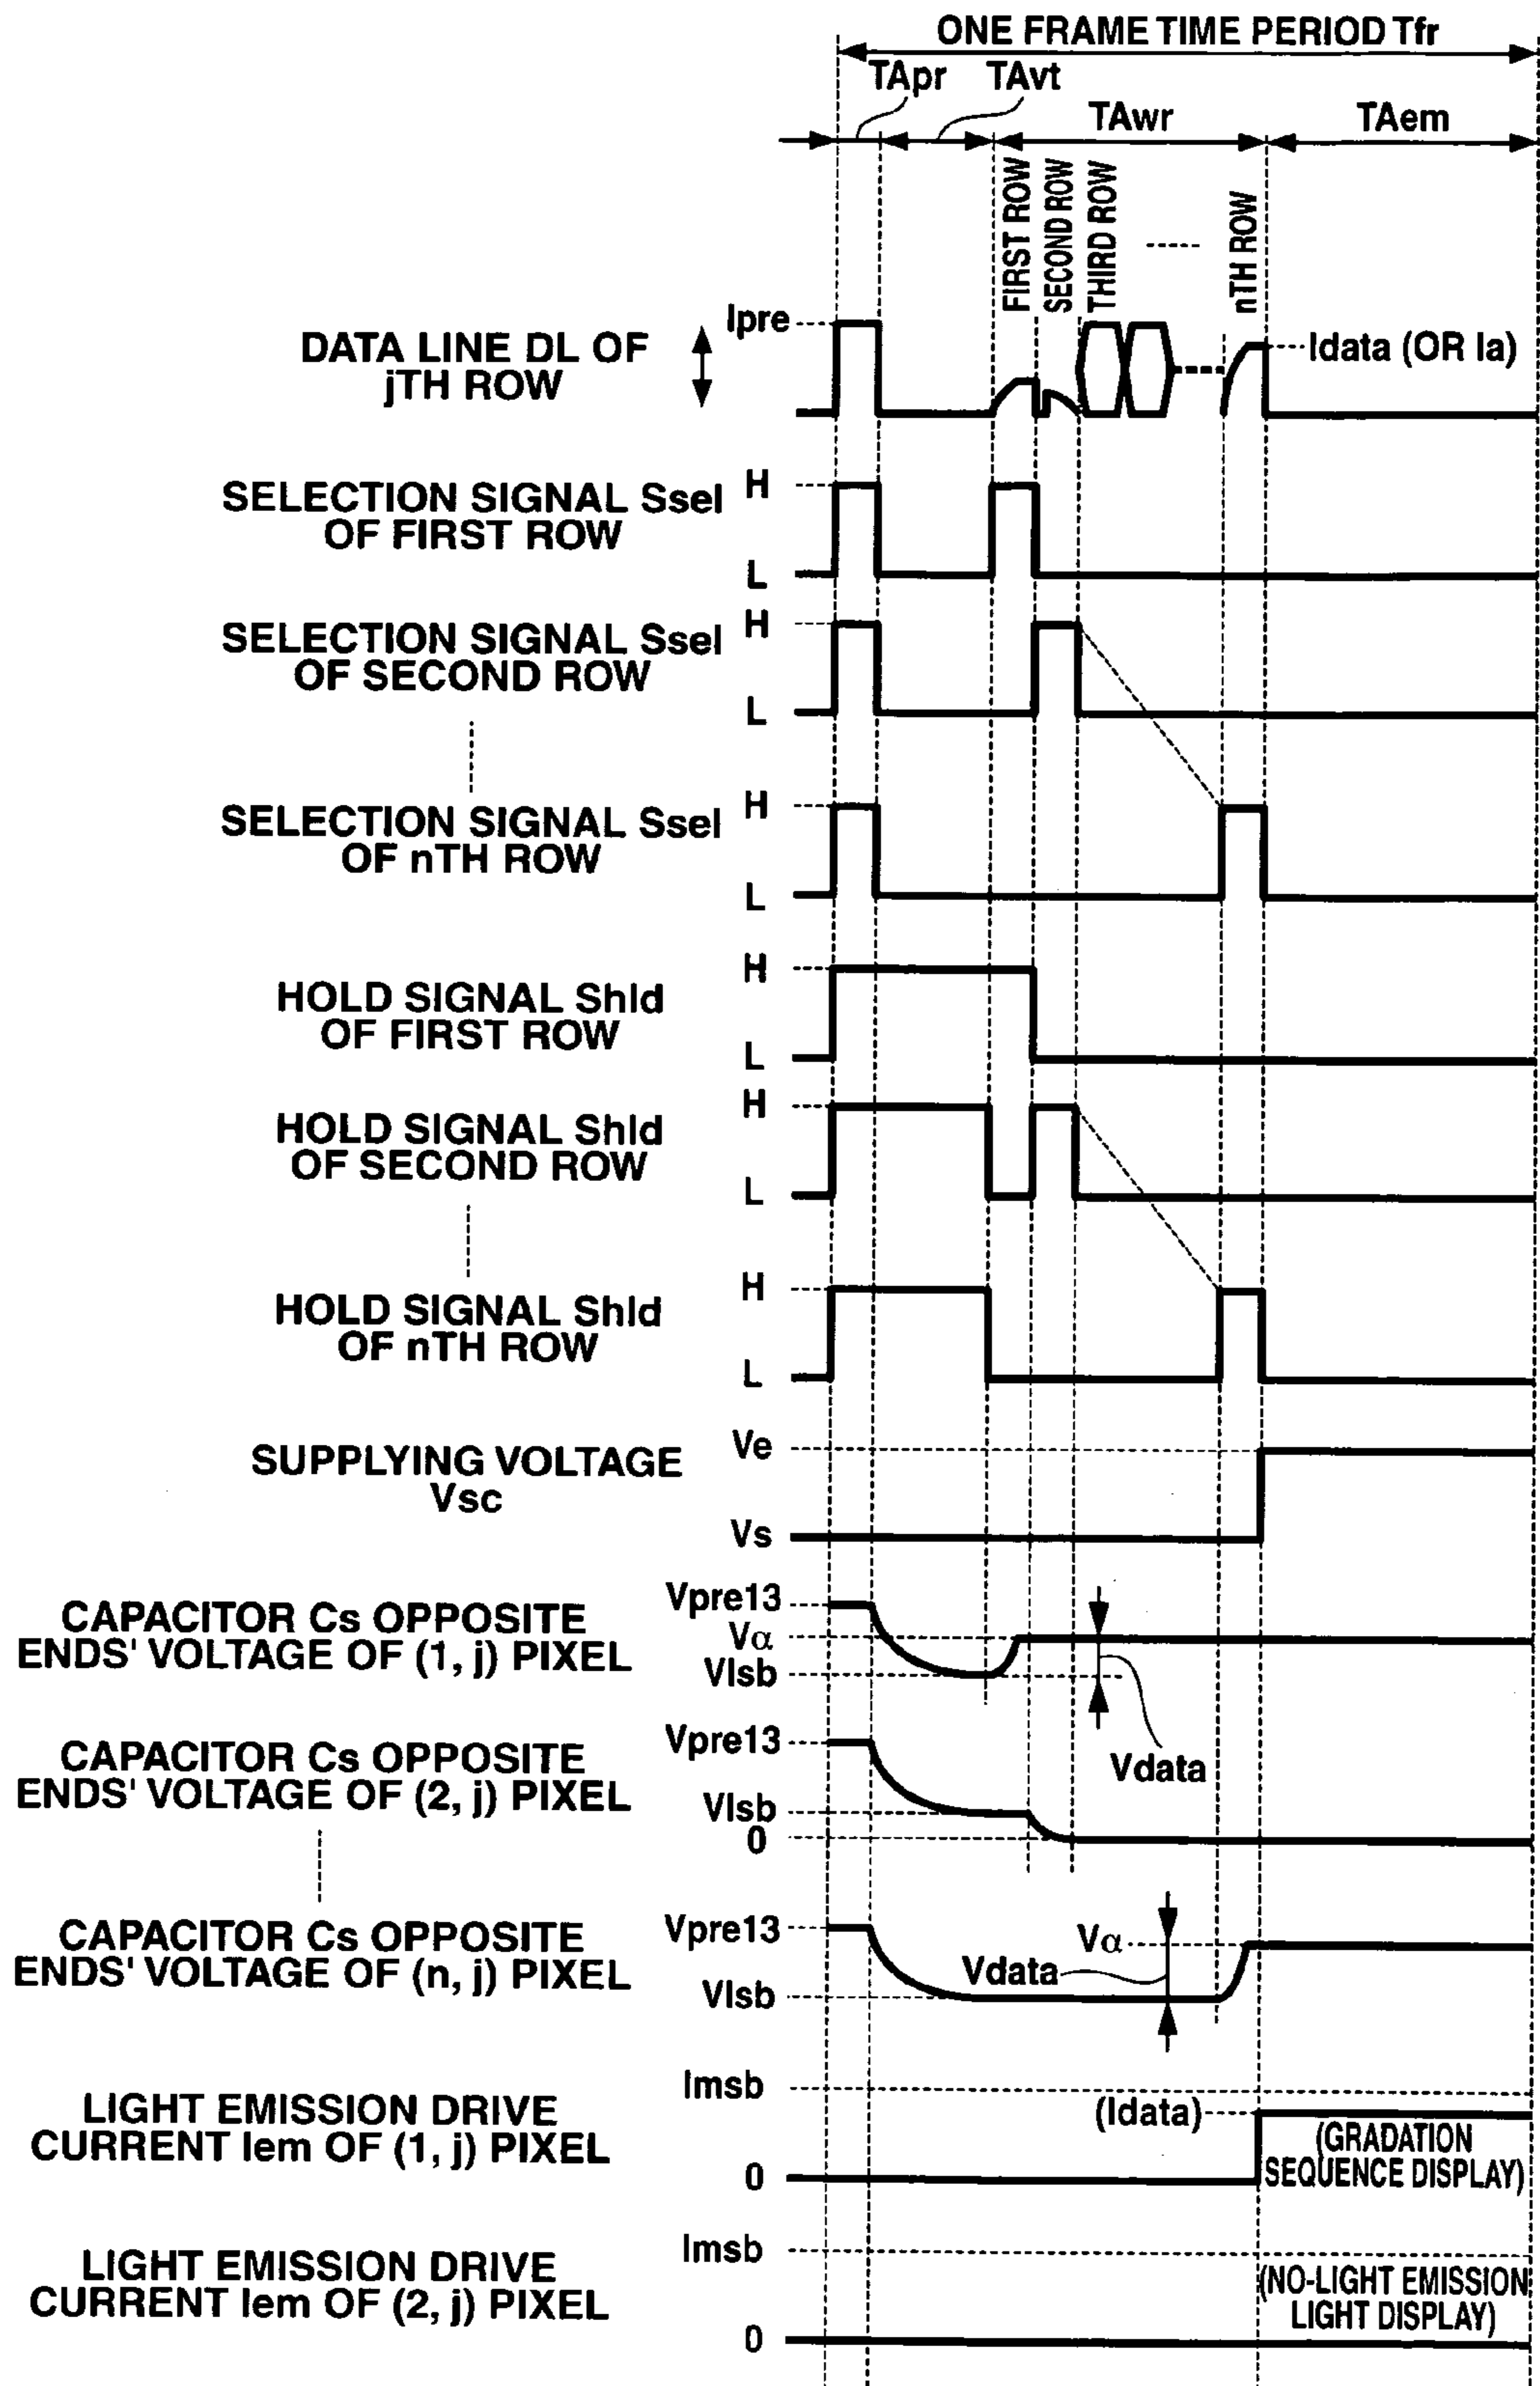 ONE FRAME TIME PERIOD Tfr
TApr TAvt
TAwr TAem
FIRST ROW
SECOND ROW
THIRD ROW
nTH ROW
DATA LINE DL OF
jTH ROW
Ipre
Idata (OR Ia)
SELECTION SIGNAL Ssel
OF FIRST ROW
H
L
SELECTION SIGNAL Ssel
OF SECOND ROW
H
L
SELECTION SIGNAL Ssel
OF nTH ROW
H
L
HOLD SIGNAL Shld
OF FIRST ROW
H
L
HOLD SIGNAL Shld
OF SECOND ROW
H
L
HOLD SIGNAL Shld
OF nTH ROW
H
L
SUPPLYING VOLTAGE
Vsc
Ve
Vs
CAPACITOR Cs OPPOSITE
ENDS' VOLTAGE OF (1, j) PIXEL
Vpre13
Vα
Vlsb
Vdata
CAPACITOR Cs OPPOSITE
ENDS' VOLTAGE OF (2, j) PIXEL
Vpre13
Vlsb
0
CAPACITOR Cs OPPOSITE
ENDS' VOLTAGE OF (n, j) PIXEL
Vpre13
Vα
Vdata
Vlsb
LIGHT EMISSION DRIVE
CURRENT Iem OF (1, j) PIXEL
Imsb
(Idata)
0
(GRADATION
SEQUENCE DISPLAY)
LIGHT EMISSION DRIVE
CURRENT Iem OF (2, j) PIXEL
Imsb
0
(NO-LIGHT EMISSION
LIGHT DISPLAY)